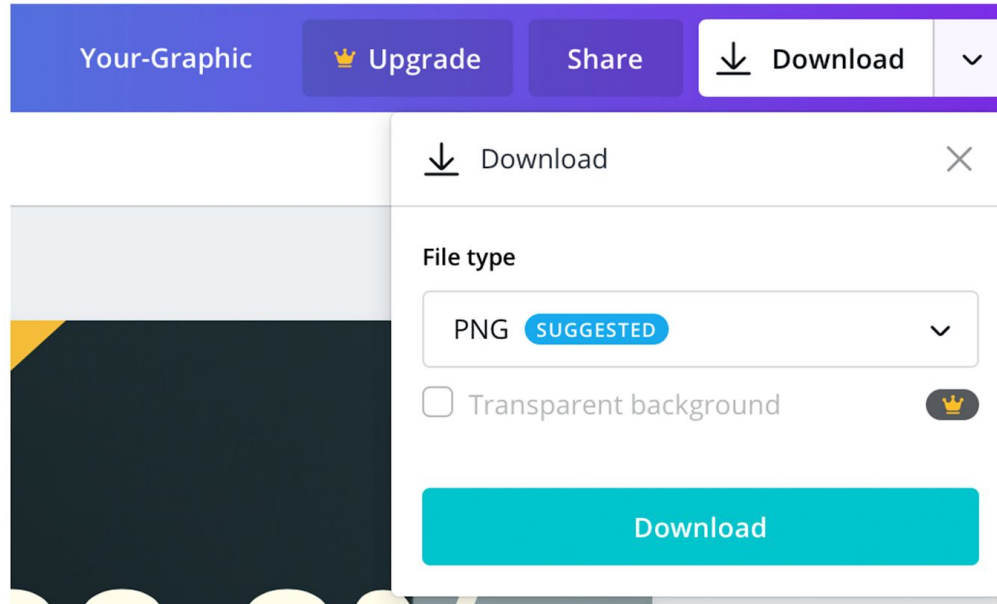 Your-Graphic Upgrade Share Download
Download
File type
PNG SUGGESTED
Transparent background
Download